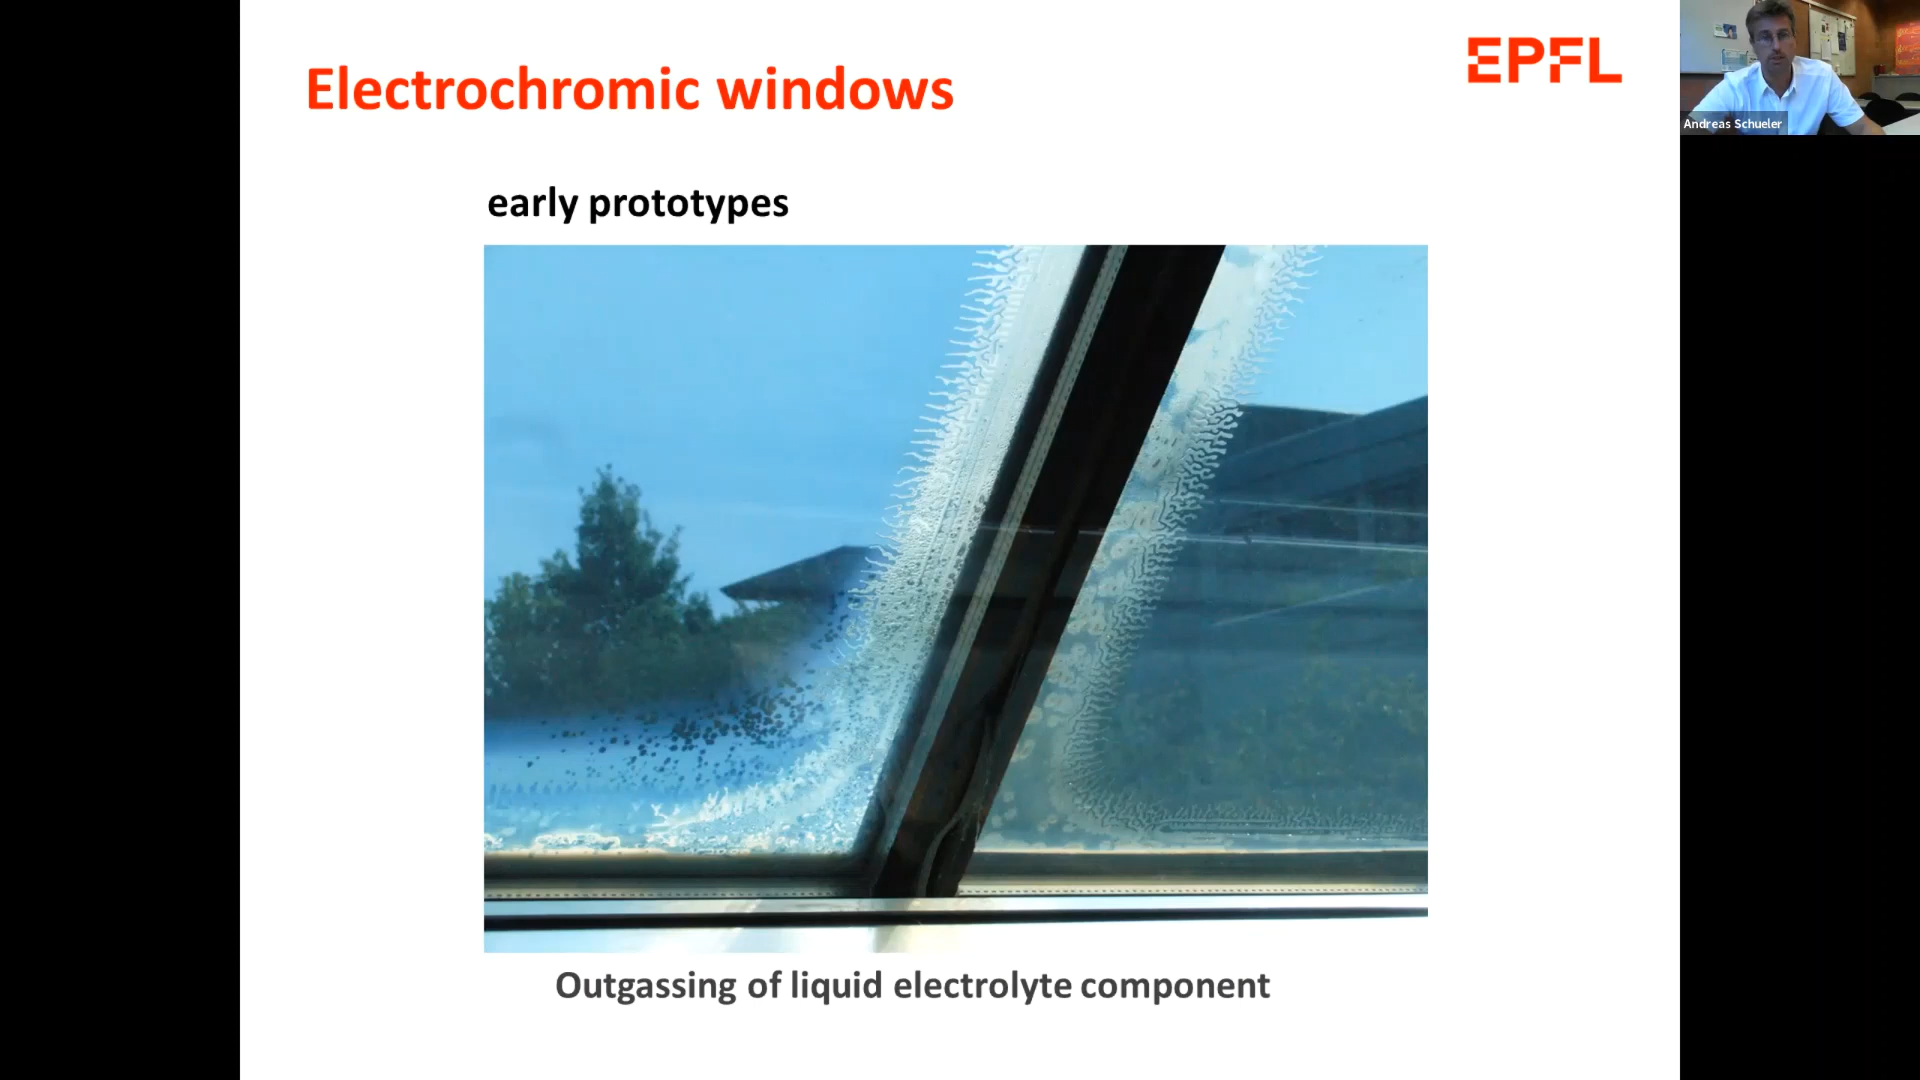 Electrochromic windows
EPFL
Andreas Schueler
early prototypes
Outgassing of liquid electrolyte component